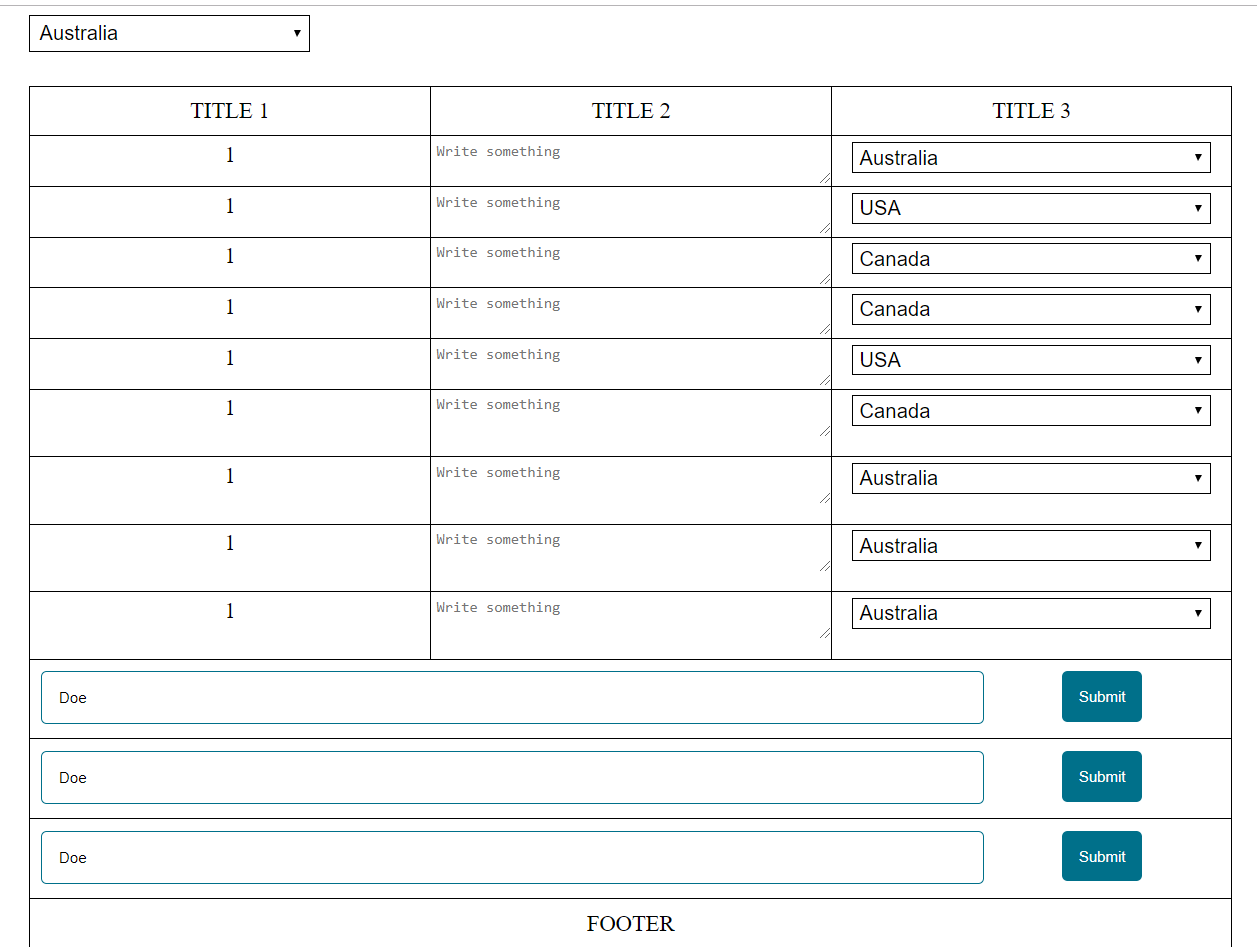 Australia
TITLE 1 TITLE 2 TITLE 3
1 Write something Australia
1 Write something USA
1 Write something Canada
1 Write something Canada
1 Write something USA
1 Write something Canada
1 Write something Australia
1 Write something Australia
1 Write something Australia
Doe Submit
Doe Submit
Doe Submit
FOOTER